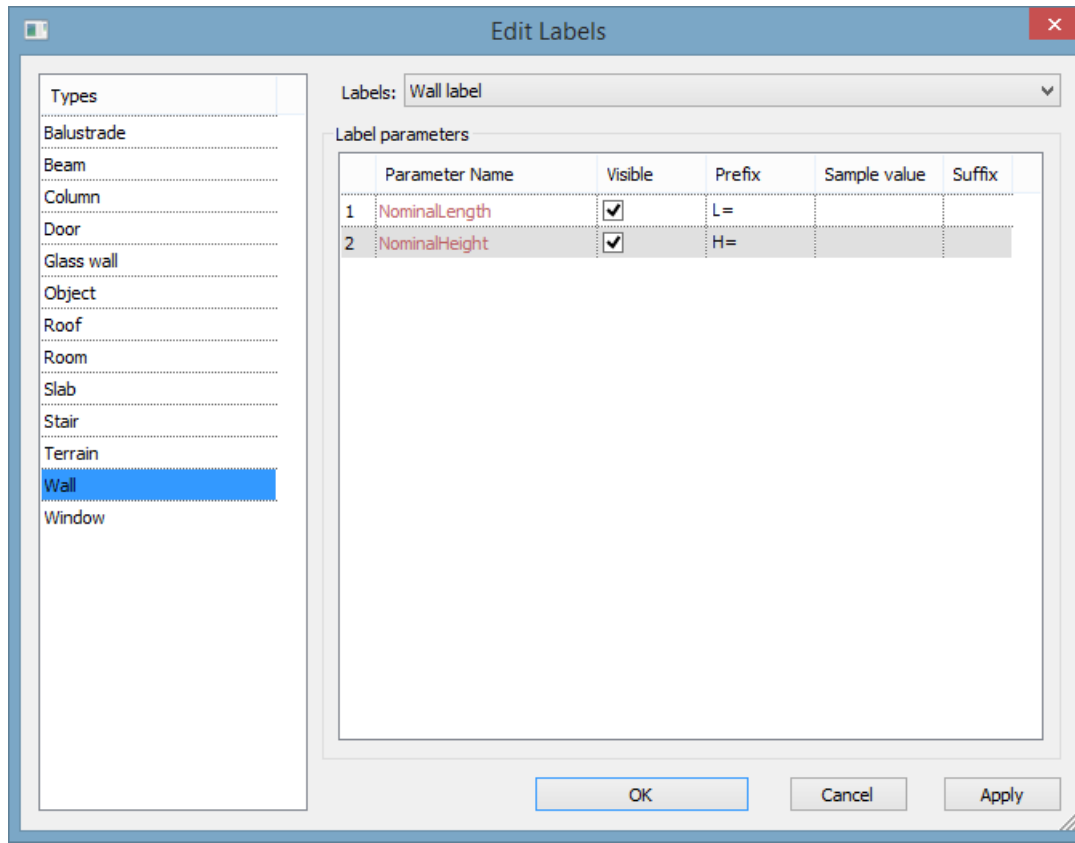 Edit Labels
Types
Balustrade
Beam
Column
Door
Glass wall
Object
Roof
Room
Slab
Stair
Terrain
Wall
Window
Labels: Wall label
Label parameters
Parameter Name Visible Prefix Sample value Suffix
1 NominalLength L=
2 NominalHeight H=
OK Cancel Apply